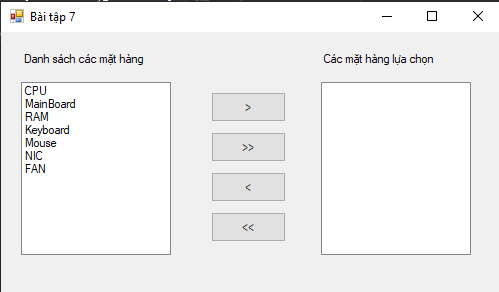 Bài tập 7
Danh sách các mặt hàng
Các mặt hàng lựa chọn
CPU
MainBoard
RAM
Keyboard
Mouse
NIC
FAN
>
>>
<
<<